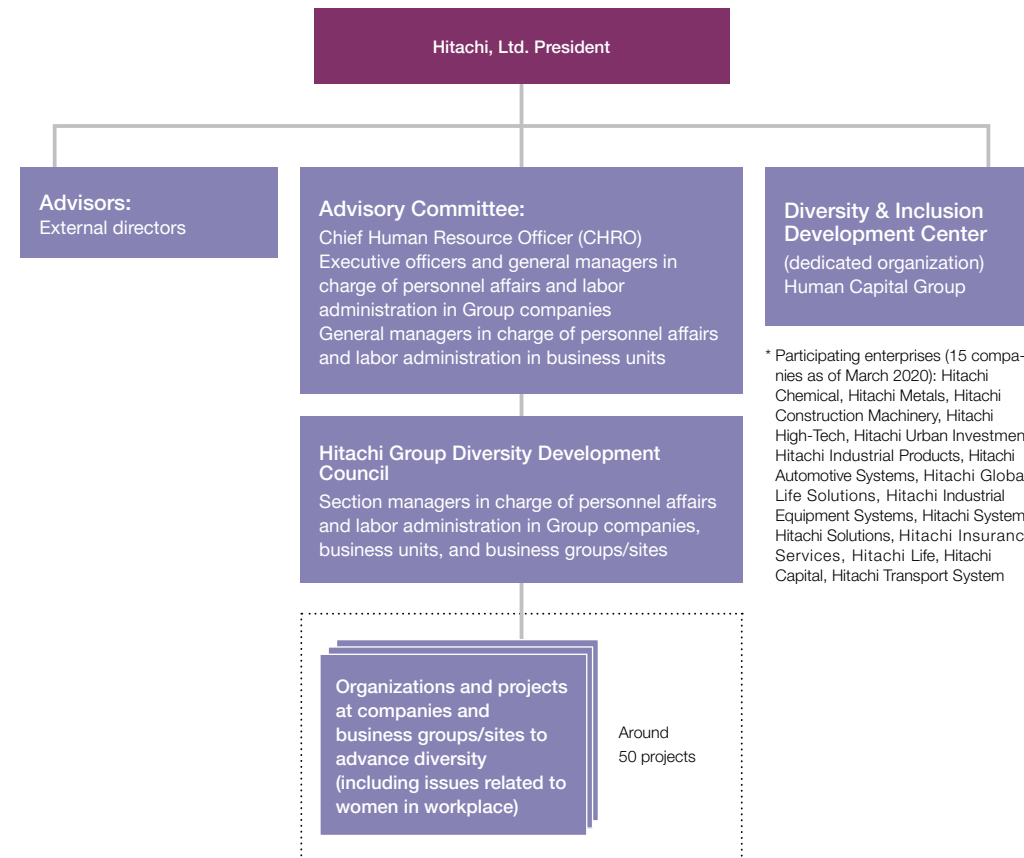 Hitachi, Ltd. President
Advisors:
External directors
Advisory Committee:
Chief Human Resource Officer (CHRO)
Executive officers and general managers in
charge of personnel affairs and labor
administration in Group companies
General managers in charge of personnel affairs
and labor administration in business units
Diversity & Inclusion
Development Center
(dedicated organization)
Human Capital Group
* Participating enterprises (15 compa-
nies as of March 2020): Hitachi
Chemical, Hitachi Metals, Hitachi
Construction Machinery, Hitachi
High-Tech, Hitachi Urban Investmen
Hitachi Industrial Products, Hitachi
Automotive Systems, Hitachi Globa
Life Solutions, Hitachi Industrial
Equipment Systems, Hitachi System
Hitachi Solutions, Hitachi Insuranc
Services, Hitachi Life, Hitachi
Capital, Hitachi Transport System
Hitachi Group Diversity Development
Council
Section managers in charge of personnel affairs
and labor administration in Group companies,
business units, and business groups/sites
Organizations and projects
at companies and
business groups/sites to
advance diversity
(including issues related to
women in workplace)
Around
50 projects